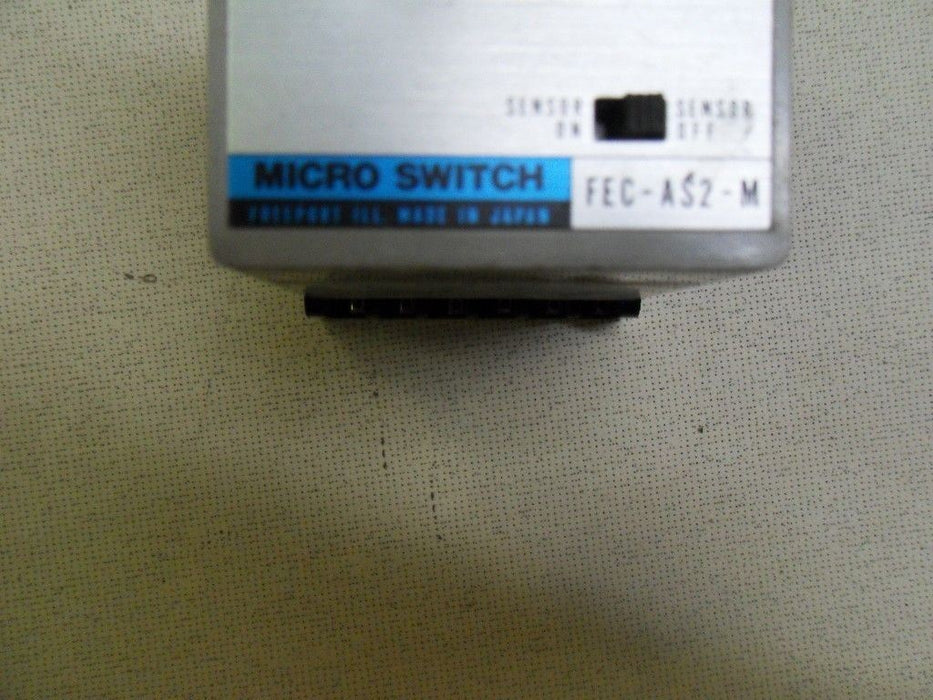 SENSOR ON
SENSOR OFF
MICRO SWITCH
FREEPORT ILL. MADE IN JAPAN
FEC-AS2-M